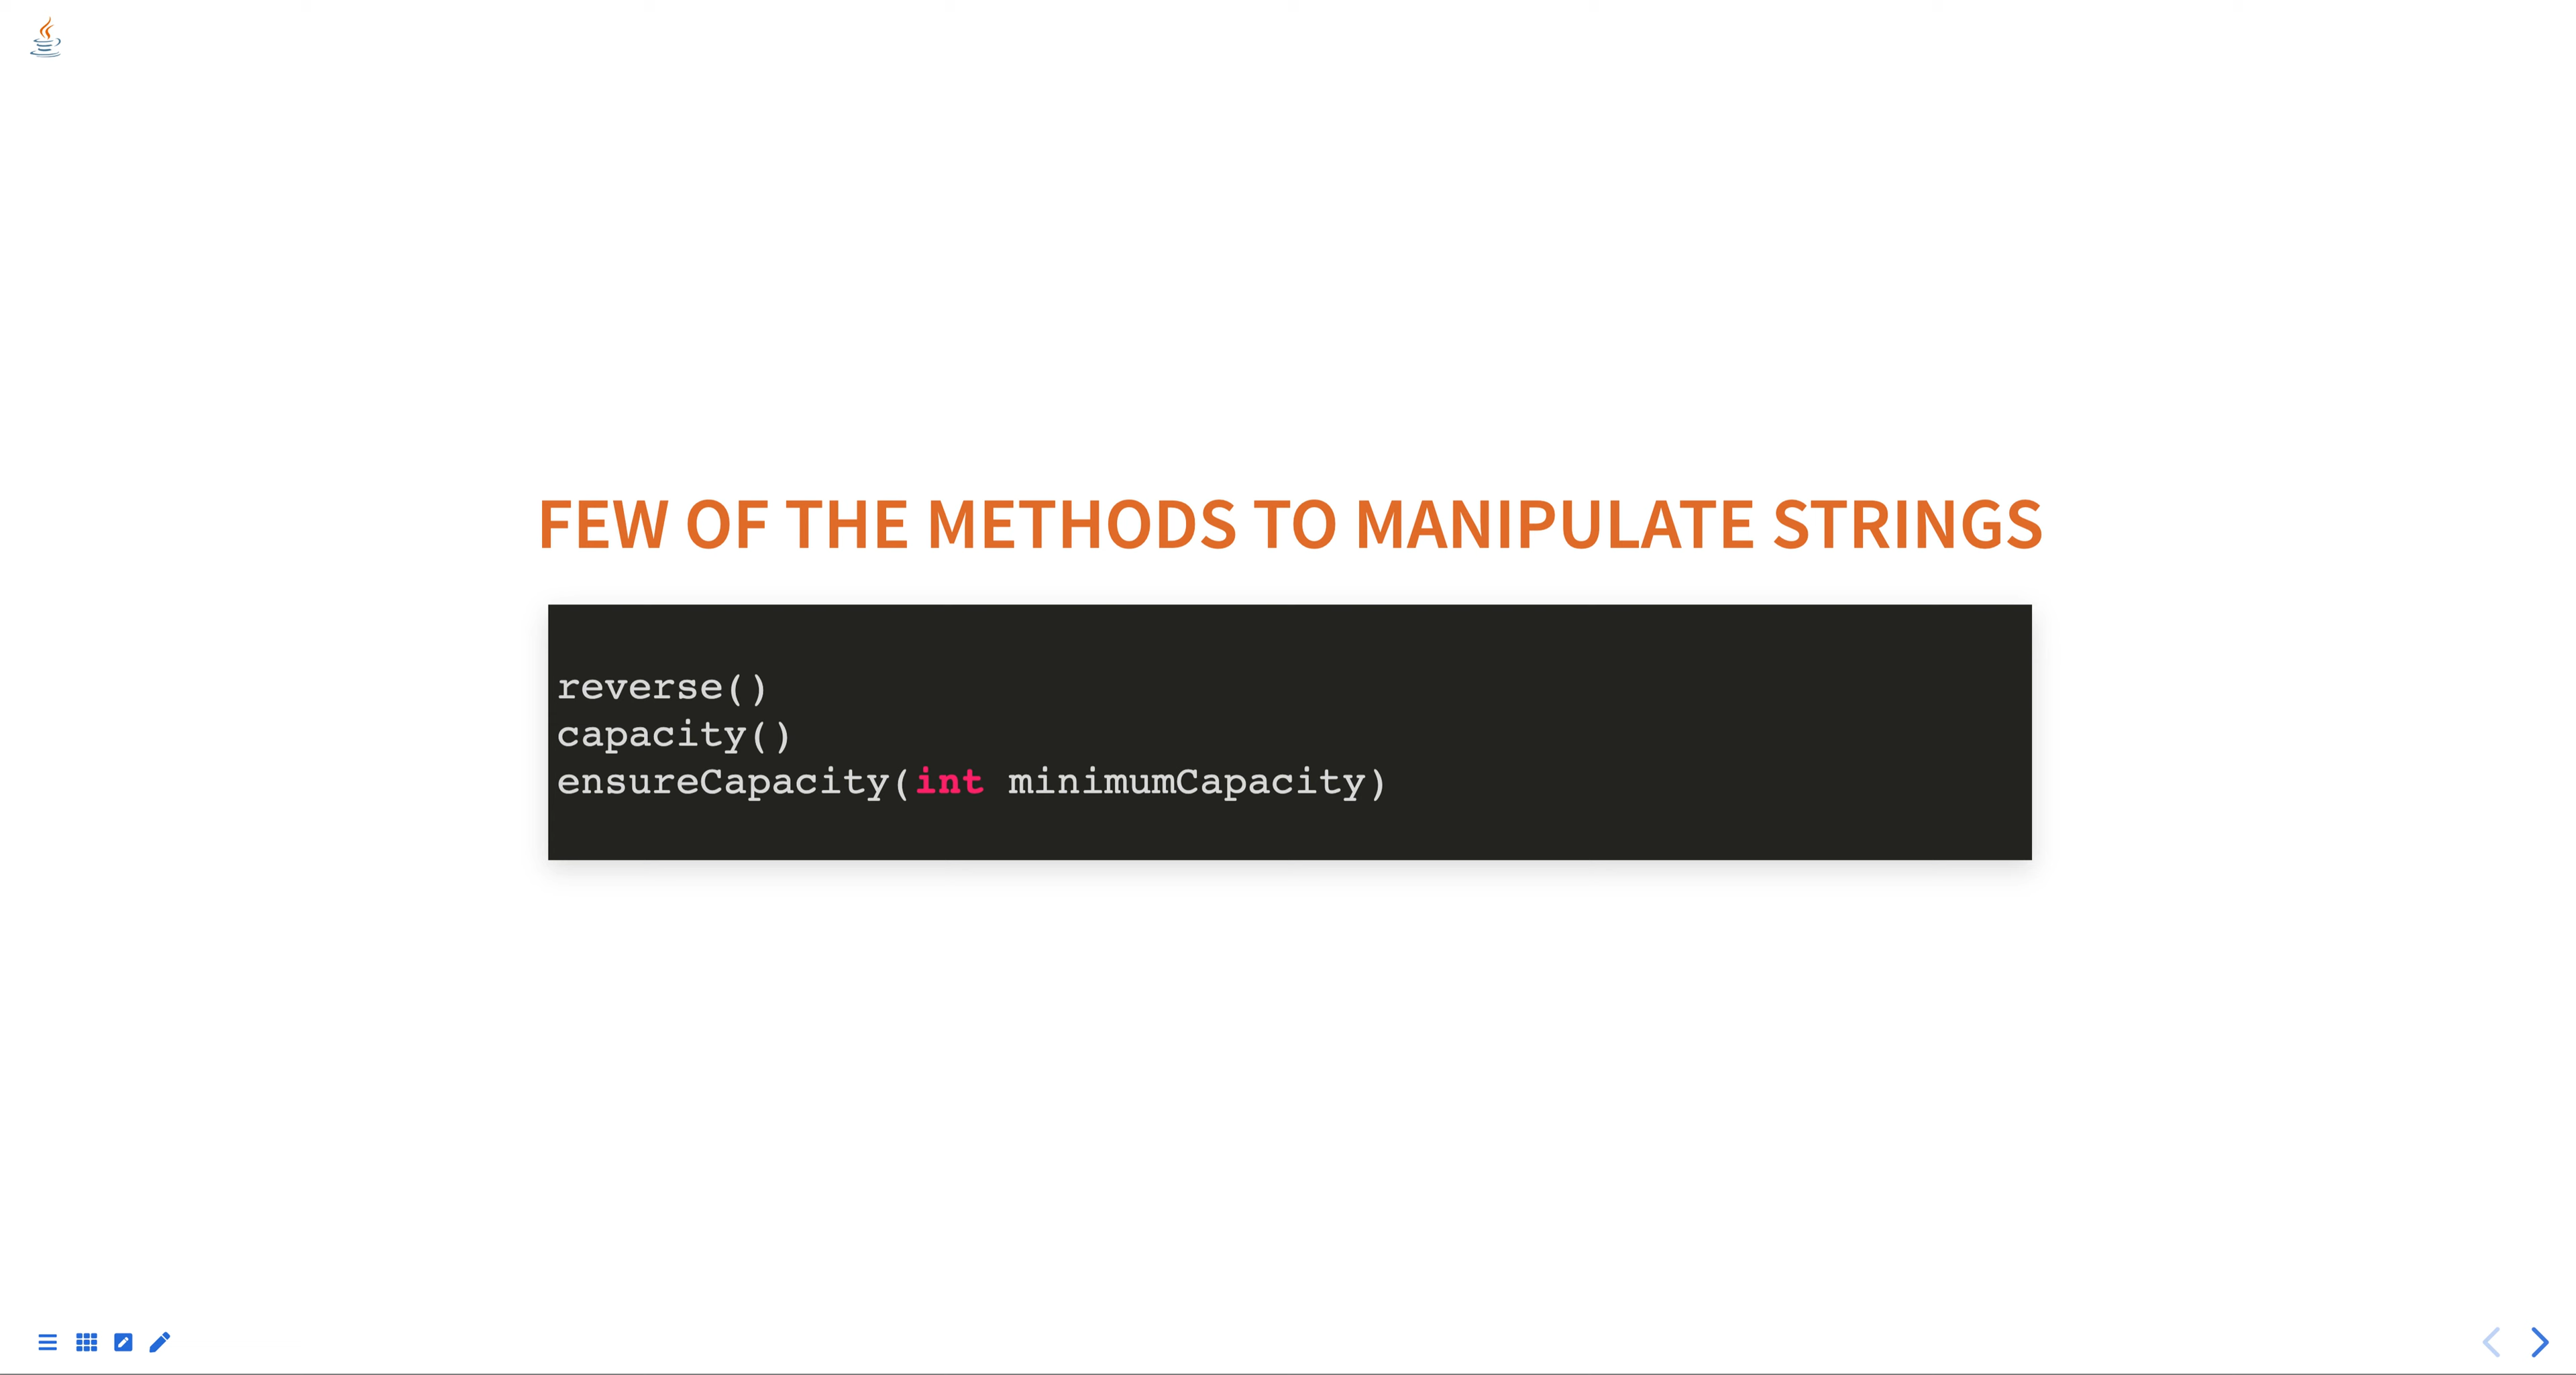 FEW OF THE METHODS TO MANIPULATE STRINGS
reverse()
capacity()
ensureCapacity(int minimumCapacity)